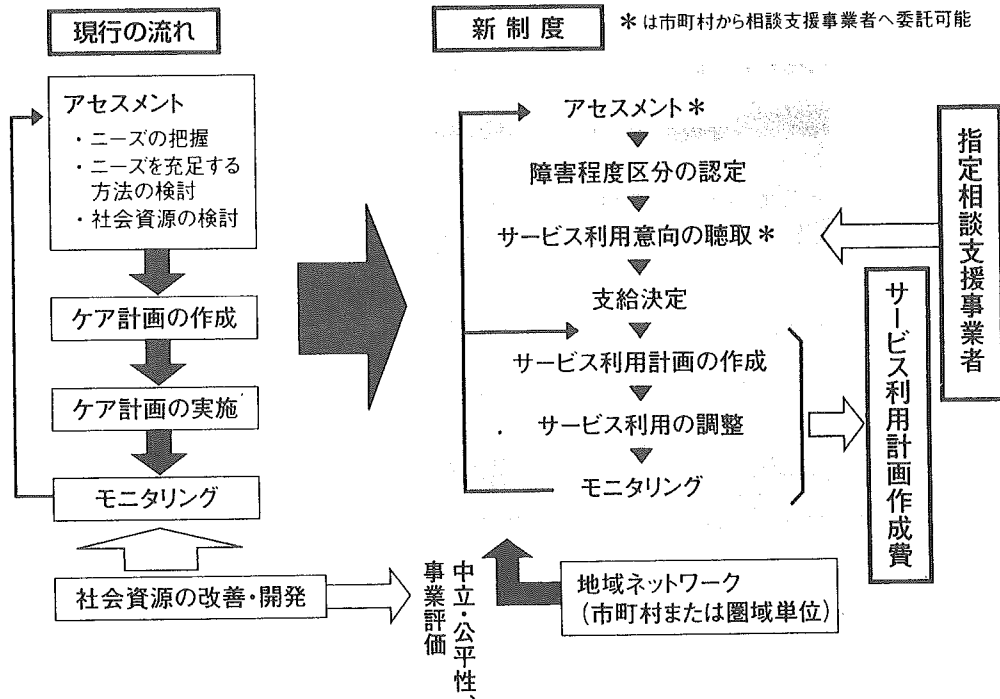 現行の流れ
アセスメント
・ニーズの把握
・ニーズを充足する
方法の検討
・社会資源の検討
ケア計画の作成
ケア計画の実施
モニタリング
社会資源の改善・開発
新制度
＊は市町村から相談支援事業者へ委託可能
アセスメント＊
障害程度区分の認定
サービス利用意向の聴取＊
支給決定
サービス利用計画の作成
サービス利用の調整
モニタリング
指定相談支援事業者
サービス利用計画作成費
中立・公平性、
事業評価
地域ネットワーク
（市町村または圏域単位）